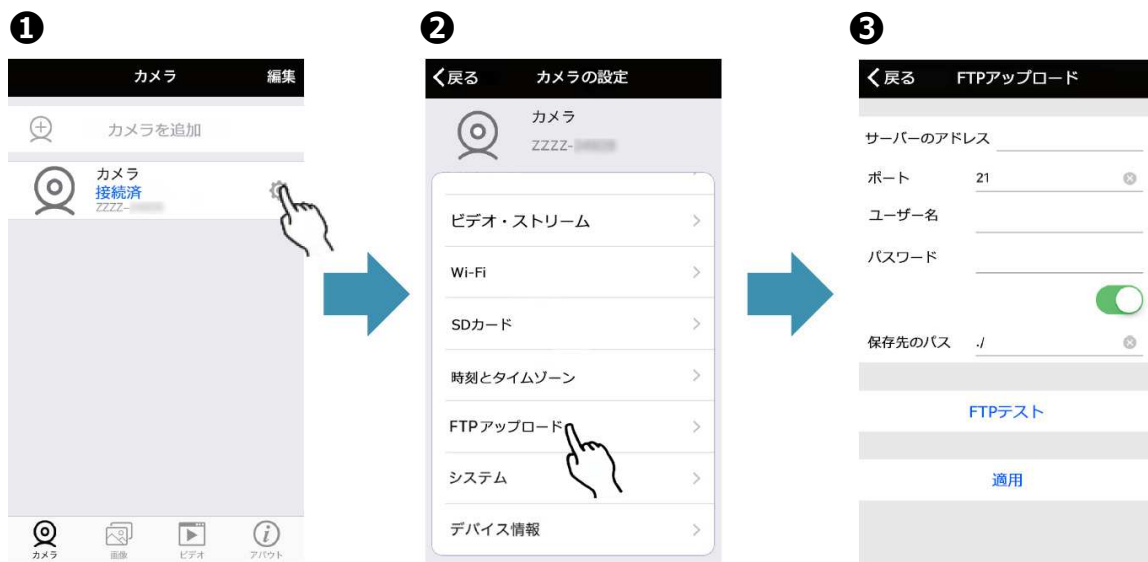 ❶
カメラ 編集
カメラを追加
カメラ
接続済
ZZZZ-
カメラ 画像 ビデオ アバウト
❷
戻る カメラの設定
カメラ
ZZZZ-
ビデオ・ストリーム
Wi-Fi
SDカード
時刻とタイムゾーン
FTPアップロード
システム
デバイス情報
❸
戻る FTPアップロード
サーバーのアドレス
ポート 21
ユーザー名
パスワード
保存先のパス ./
FTPテスト
適用